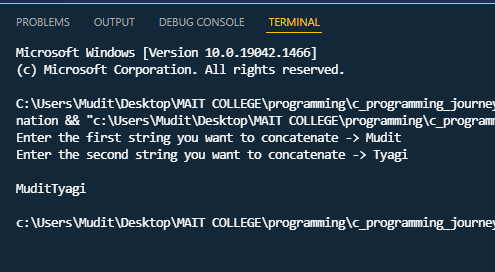 PROBLEMS OUTPUT DEBUG CONSOLE TERMINAL
Microsoft Windows [Version 10.0.19042.1466]
(c) Microsoft Corporation. All rights reserved.
C:\Users\Mudit\Desktop\MAIT COLLEGE\programming\c_programming_journey
nation && "c:\Users\Mudit\Desktop\MAIT COLLEGE\programming\c_programm
Enter the first string you want to concatenate -> Mudit
Enter the second string you want to concatenate -> Tyagi
MuditTyagi
c:\Users\Mudit\Desktop\MAIT COLLEGE\programming\c_programming_journey